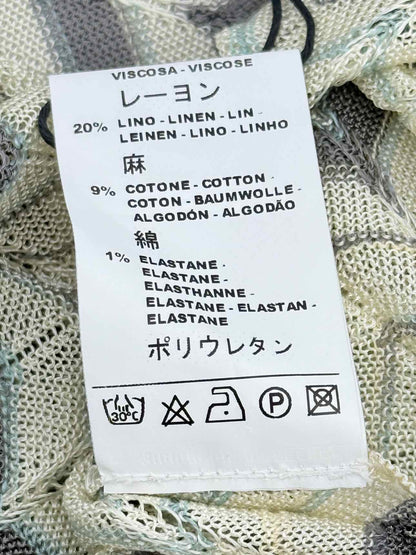 VISCOSA - VISCOSE
レーヨン
20% LINO - LINEN - LIN -
LEINEN - LINO - LINHO
麻
9% COTONE - COTTON -
COTON - BAUMWOLLE -
ALGODÓN - ALGODÃO
綿
1% ELASTANE -
ELASTANE -
ELASTHANNE -
ELASTANE - ELASTAN -
ELASTANE
ポリウレタン
30°C P